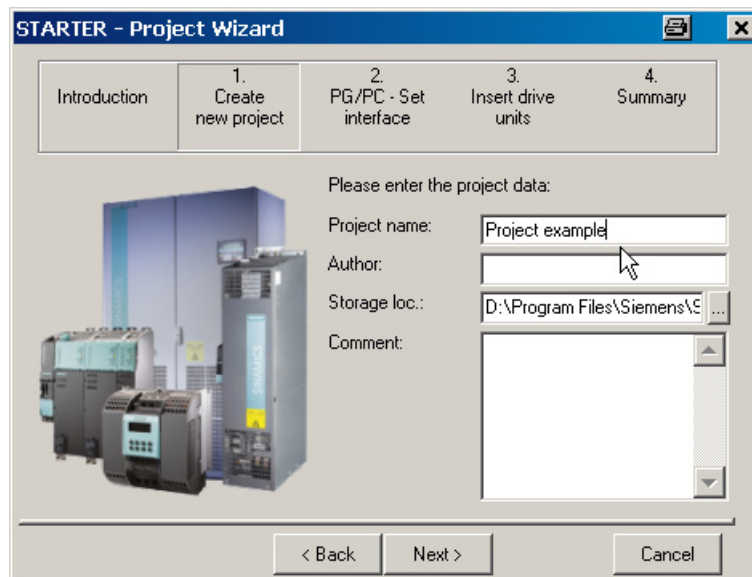 STARTER - Project Wizard
Introduction
1.
Create
new project
2.
PG/PC - Set
interface
3.
Insert drive
units
4.
Summary
Please enter the project data:
Project name:
Project example
Author:
Storage loc.:
D:\Program Files\Siemens\S
...
Comment:
SINAMICS
SINAMICS
< Back
Next >
Cancel